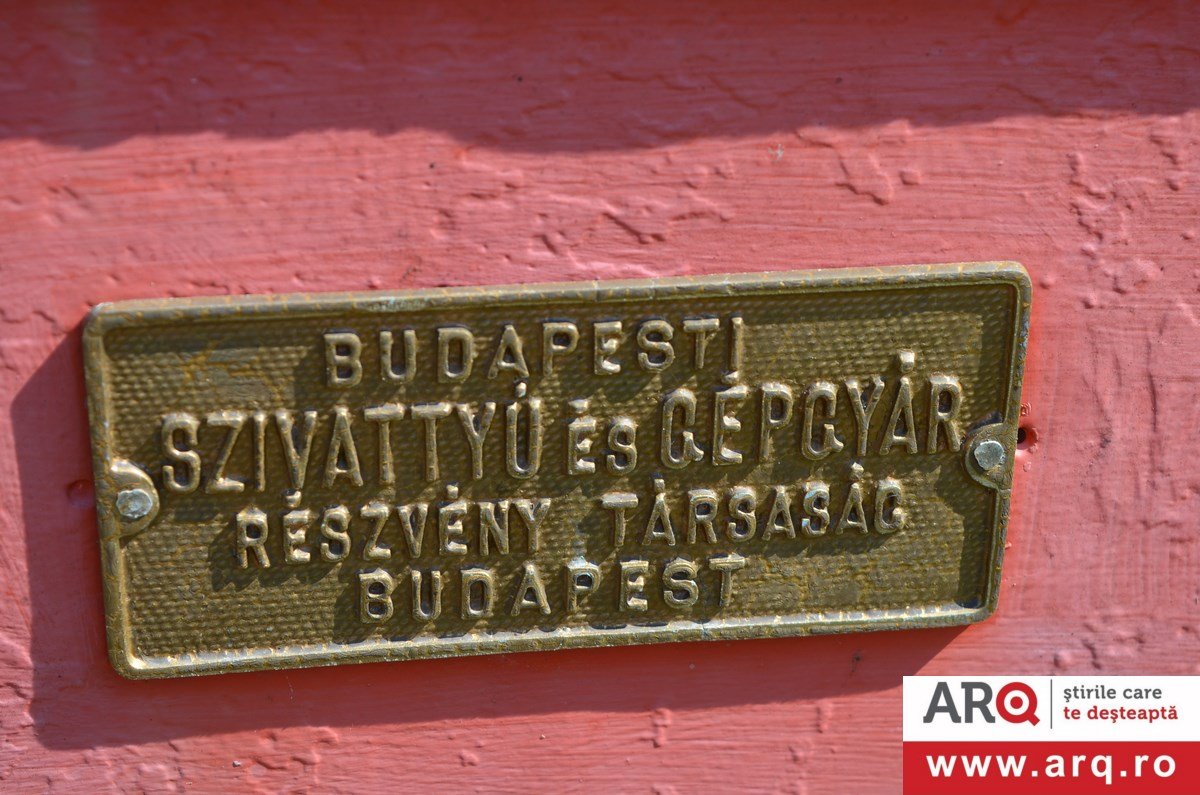 BUDAPESTI
SZIVATTYÚ ÉS GÉPGYÁR
RÉSZVÉNY TÁRSASÁG
BUDAPEST
ARQ
știrile care
te deșteaptă
www.arq.ro